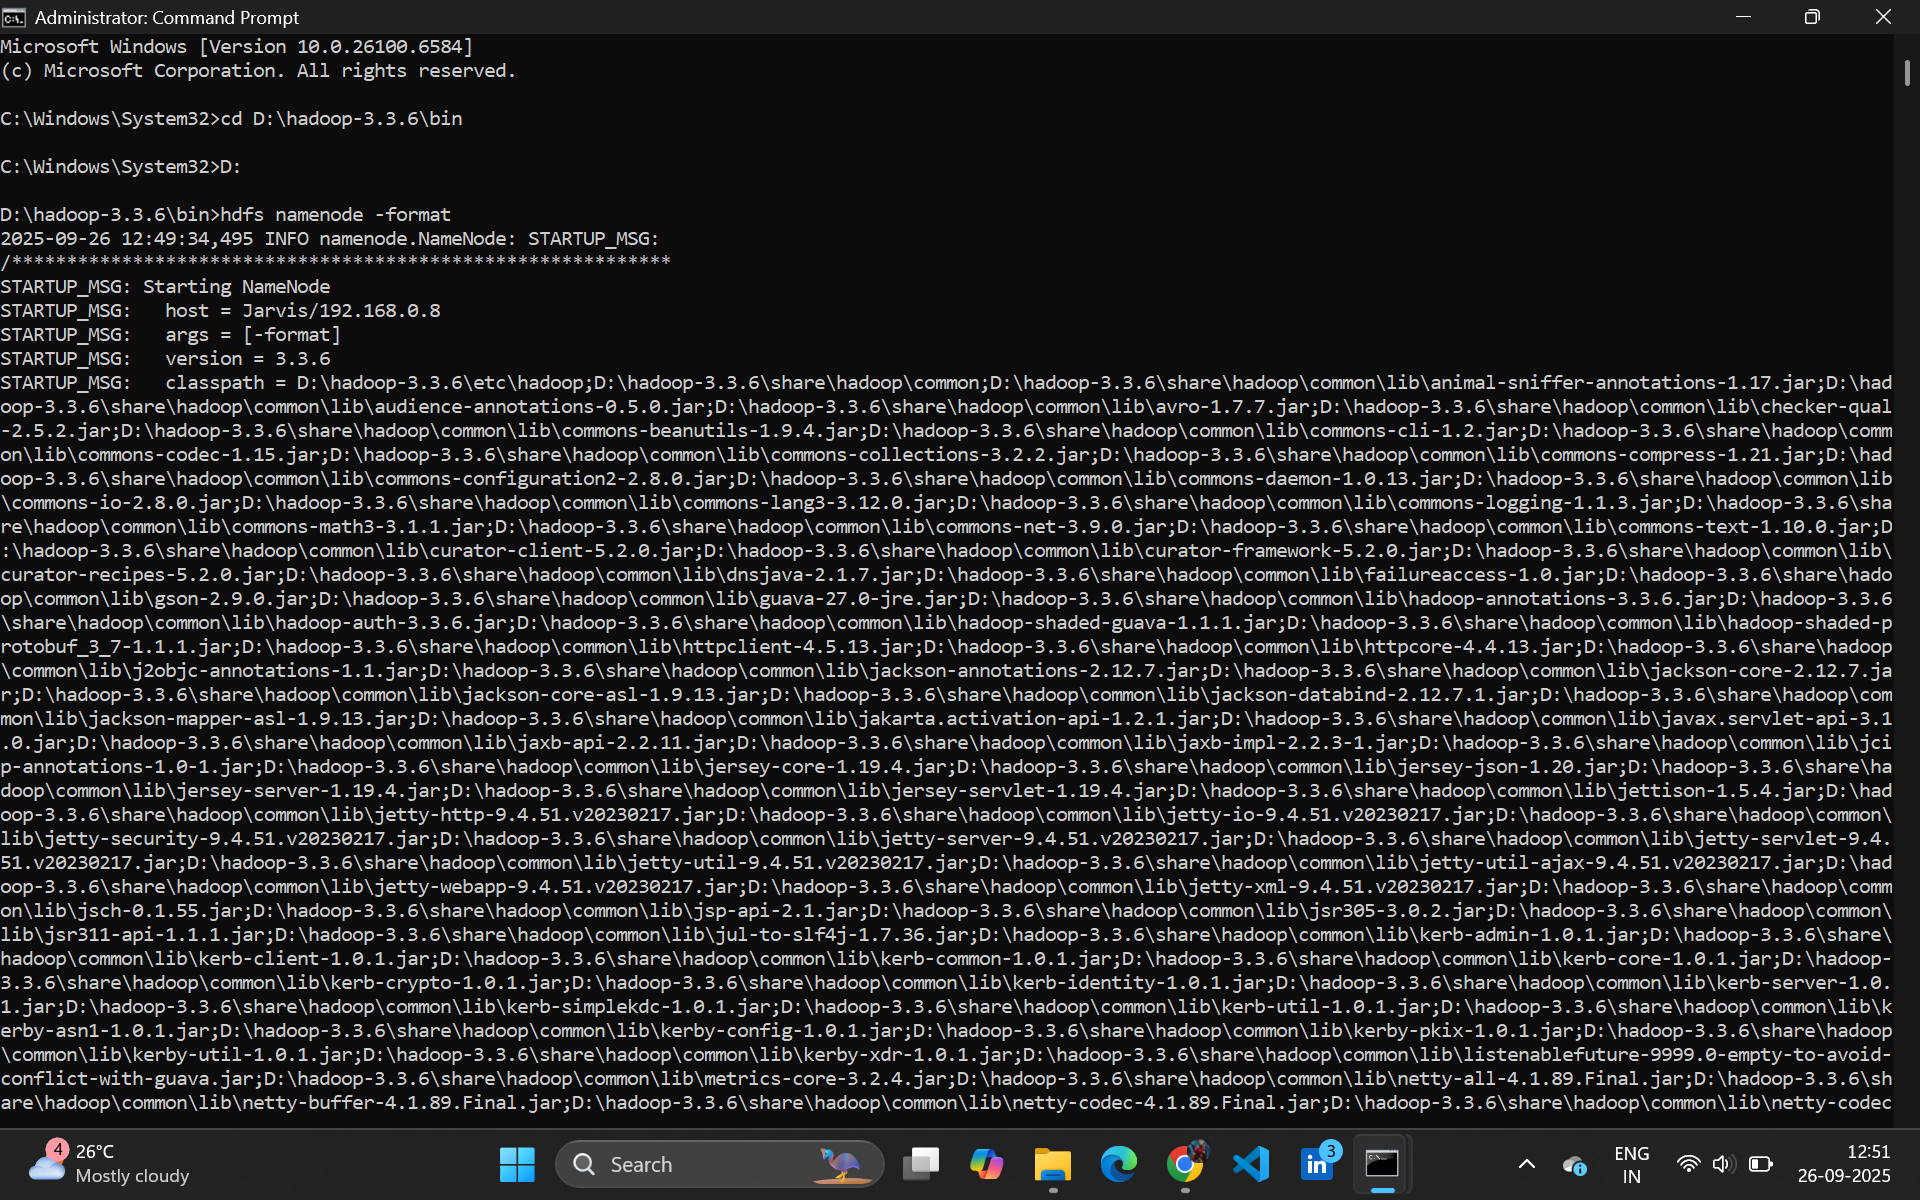 Administrator: Command Prompt
Microsoft Windows [Version 10.0.26100.6584]
(c) Microsoft Corporation. All rights reserved.
C:\Windows\System32>cd D:\hadoop-3.3.6\bin
C:\Windows\System32>D:
D:\hadoop-3.3.6\bin>hdfs namenode -format
2025-09-26 12:49:34,495 INFO namenode.NameNode: STARTUP_MSG:
/************************************************************
STARTUP_MSG: Starting NameNode
STARTUP_MSG:   host = Jarvis/192.168.0.8
STARTUP_MSG:   args = [-format]
STARTUP_MSG:   version = 3.3.6
STARTUP_MSG:   classpath = D:\hadoop-3.3.6\etc\hadoop;D:\hadoop-3.3.6\share\hadoop\common;D:\hadoop-3.3.6\share\hadoop\common\lib\animal-sniffer-annotations-1.17.jar;D:\had
oop-3.3.6\share\hadoop\common\lib\audience-annotations-0.5.0.jar;D:\hadoop-3.3.6\share\hadoop\common\lib\avro-1.7.7.jar;D:\hadoop-3.3.6\share\hadoop\common\lib\checker-qual
-2.5.2.jar;D:\hadoop-3.3.6\share\hadoop\common\lib\commons-beanutils-1.9.4.jar;D:\hadoop-3.3.6\share\hadoop\common\lib\commons-cli-1.2.jar;D:\hadoop-3.3.6\share\hadoop\comm
on\lib\commons-codec-1.15.jar;D:\hadoop-3.3.6\share\hadoop\common\lib\commons-collections-3.2.2.jar;D:\hadoop-3.3.6\share\hadoop\common\lib\commons-compress-1.21.jar;D:\had
oop-3.3.6\share\hadoop\common\lib\commons-configuration2-2.8.0.jar;D:\hadoop-3.3.6\share\hadoop\common\lib\commons-daemon-1.0.13.jar;D:\hadoop-3.3.6\share\hadoop\common\lib
\commons-io-2.8.0.jar;D:\hadoop-3.3.6\share\hadoop\common\lib\commons-lang3-3.12.0.jar;D:\hadoop-3.3.6\share\hadoop\common\lib\commons-logging-1.1.3.jar;D:\hadoop-3.3.6\sha
re\hadoop\common\lib\commons-math3-3.1.1.jar;D:\hadoop-3.3.6\share\hadoop\common\lib\commons-net-3.9.0.jar;D:\hadoop-3.3.6\share\hadoop\common\lib\commons-text-1.10.0.jar;D
:\hadoop-3.3.6\share\hadoop\common\lib\curator-client-5.2.0.jar;D:\hadoop-3.3.6\share\hadoop\common\lib\curator-framework-5.2.0.jar;D:\hadoop-3.3.6\share\hadoop\common\lib\
curator-recipes-5.2.0.jar;D:\hadoop-3.3.6\share\hadoop\common\lib\dnsjava-2.1.7.jar;D:\hadoop-3.3.6\share\hadoop\common\lib\failureaccess-1.0.jar;D:\hadoop-3.3.6\share\hado
op\common\lib\gson-2.9.0.jar;D:\hadoop-3.3.6\share\hadoop\common\lib\guava-27.0-jre.jar;D:\hadoop-3.3.6\share\hadoop\common\lib\hadoop-annotations-3.3.6.jar;D:\hadoop-3.3.6
\share\hadoop\common\lib\hadoop-auth-3.3.6.jar;D:\hadoop-3.3.6\share\hadoop\common\lib\hadoop-shaded-guava-1.1.1.jar;D:\hadoop-3.3.6\share\hadoop\common\lib\hadoop-shaded-p
rotobuf_3_7-1.1.1.jar;D:\hadoop-3.3.6\share\hadoop\common\lib\httpclient-4.5.13.jar;D:\hadoop-3.3.6\share\hadoop\common\lib\httpcore-4.4.13.jar;D:\hadoop-3.3.6\share\hadoop
\common\lib\j2objc-annotations-1.1.jar;D:\hadoop-3.3.6\share\hadoop\common\lib\jackson-annotations-2.12.7.jar;D:\hadoop-3.3.6\share\hadoop\common\lib\jackson-core-2.12.7.ja
r;D:\hadoop-3.3.6\share\hadoop\common\lib\jackson-core-asl-1.9.13.jar;D:\hadoop-3.3.6\share\hadoop\common\lib\jackson-databind-2.12.7.1.jar;D:\hadoop-3.3.6\share\hadoop\com
mon\lib\jackson-mapper-asl-1.9.13.jar;D:\hadoop-3.3.6\share\hadoop\common\lib\jakarta.activation-api-1.2.1.jar;D:\hadoop-3.3.6\share\hadoop\common\lib\javax.servlet-api-3.1
.0.jar;D:\hadoop-3.3.6\share\hadoop\common\lib\jaxb-api-2.2.11.jar;D:\hadoop-3.3.6\share\hadoop\common\lib\jaxb-impl-2.2.3-1.jar;D:\hadoop-3.3.6\share\hadoop\common\lib\jci
p-annotations-1.0-1.jar;D:\hadoop-3.3.6\share\hadoop\common\lib\jersey-core-1.19.4.jar;D:\hadoop-3.3.6\share\hadoop\common\lib\jersey-json-1.20.jar;D:\hadoop-3.3.6\share\ha
doop\common\lib\jersey-server-1.19.4.jar;D:\hadoop-3.3.6\share\hadoop\common\lib\jersey-servlet-1.19.4.jar;D:\hadoop-3.3.6\share\hadoop\common\lib\jettison-1.5.4.jar;D:\had
oop-3.3.6\share\hadoop\common\lib\jetty-http-9.4.51.v20230217.jar;D:\hadoop-3.3.6\share\hadoop\common\lib\jetty-io-9.4.51.v20230217.jar;D:\hadoop-3.3.6\share\hadoop\common\
lib\jetty-security-9.4.51.v20230217.jar;D:\hadoop-3.3.6\share\hadoop\common\lib\jetty-server-9.4.51.v20230217.jar;D:\hadoop-3.3.6\share\hadoop\common\lib\jetty-servlet-9.4.
51.v20230217.jar;D:\hadoop-3.3.6\share\hadoop\common\lib\jetty-util-9.4.51.v20230217.jar;D:\hadoop-3.3.6\share\hadoop\common\lib\jetty-util-ajax-9.4.51.v20230217.jar;D:\had
oop-3.3.6\share\hadoop\common\lib\jetty-webapp-9.4.51.v20230217.jar;D:\hadoop-3.3.6\share\hadoop\common\lib\jetty-xml-9.4.51.v20230217.jar;D:\hadoop-3.3.6\share\hadoop\comm
on\lib\jsch-0.1.55.jar;D:\hadoop-3.3.6\share\hadoop\common\lib\jsp-api-2.1.jar;D:\hadoop-3.3.6\share\hadoop\common\lib\jsr305-3.0.2.jar;D:\hadoop-3.3.6\share\hadoop\common\
lib\jsr311-api-1.1.1.jar;D:\hadoop-3.3.6\share\hadoop\common\lib\jul-to-slf4j-1.7.36.jar;D:\hadoop-3.3.6\share\hadoop\common\lib\kerb-admin-1.0.1.jar;D:\hadoop-3.3.6\share\
hadoop\common\lib\kerb-client-1.0.1.jar;D:\hadoop-3.3.6\share\hadoop\common\lib\kerb-common-1.0.1.jar;D:\hadoop-3.3.6\share\hadoop\common\lib\kerb-core-1.0.1.jar;D:\hadoop-
3.3.6\share\hadoop\common\lib\kerb-crypto-1.0.1.jar;D:\hadoop-3.3.6\share\hadoop\common\lib\kerb-identity-1.0.1.jar;D:\hadoop-3.3.6\share\hadoop\common\lib\kerb-server-1.0.
1.jar;D:\hadoop-3.3.6\share\hadoop\common\lib\kerb-simplekdc-1.0.1.jar;D:\hadoop-3.3.6\share\hadoop\common\lib\kerb-util-1.0.1.jar;D:\hadoop-3.3.6\share\hadoop\common\lib\k
erby-asn1-1.0.1.jar;D:\hadoop-3.3.6\share\hadoop\common\lib\kerby-config-1.0.1.jar;D:\hadoop-3.3.6\share\hadoop\common\lib\kerby-pkix-1.0.1.jar;D:\hadoop-3.3.6\share\hadoop
\common\lib\kerby-util-1.0.1.jar;D:\hadoop-3.3.6\share\hadoop\common\lib\kerby-xdr-1.0.1.jar;D:\hadoop-3.3.6\share\hadoop\common\lib\listenablefuture-9999.0-empty-to-avoid-
conflict-with-guava.jar;D:\hadoop-3.3.6\share\hadoop\common\lib\metrics-core-3.2.4.jar;D:\hadoop-3.3.6\share\hadoop\common\lib\netty-all-4.1.89.Final.jar;D:\hadoop-3.3.6\sh
are\hadoop\common\lib\netty-buffer-4.1.89.Final.jar;D:\hadoop-3.3.6\share\hadoop\common\lib\netty-codec-4.1.89.Final.jar;D:\hadoop-3.3.6\share\hadoop\common\lib\netty-codec
4
26°C
Mostly cloudy
Search
in
3
ENG
IN
12:51
26-09-2025